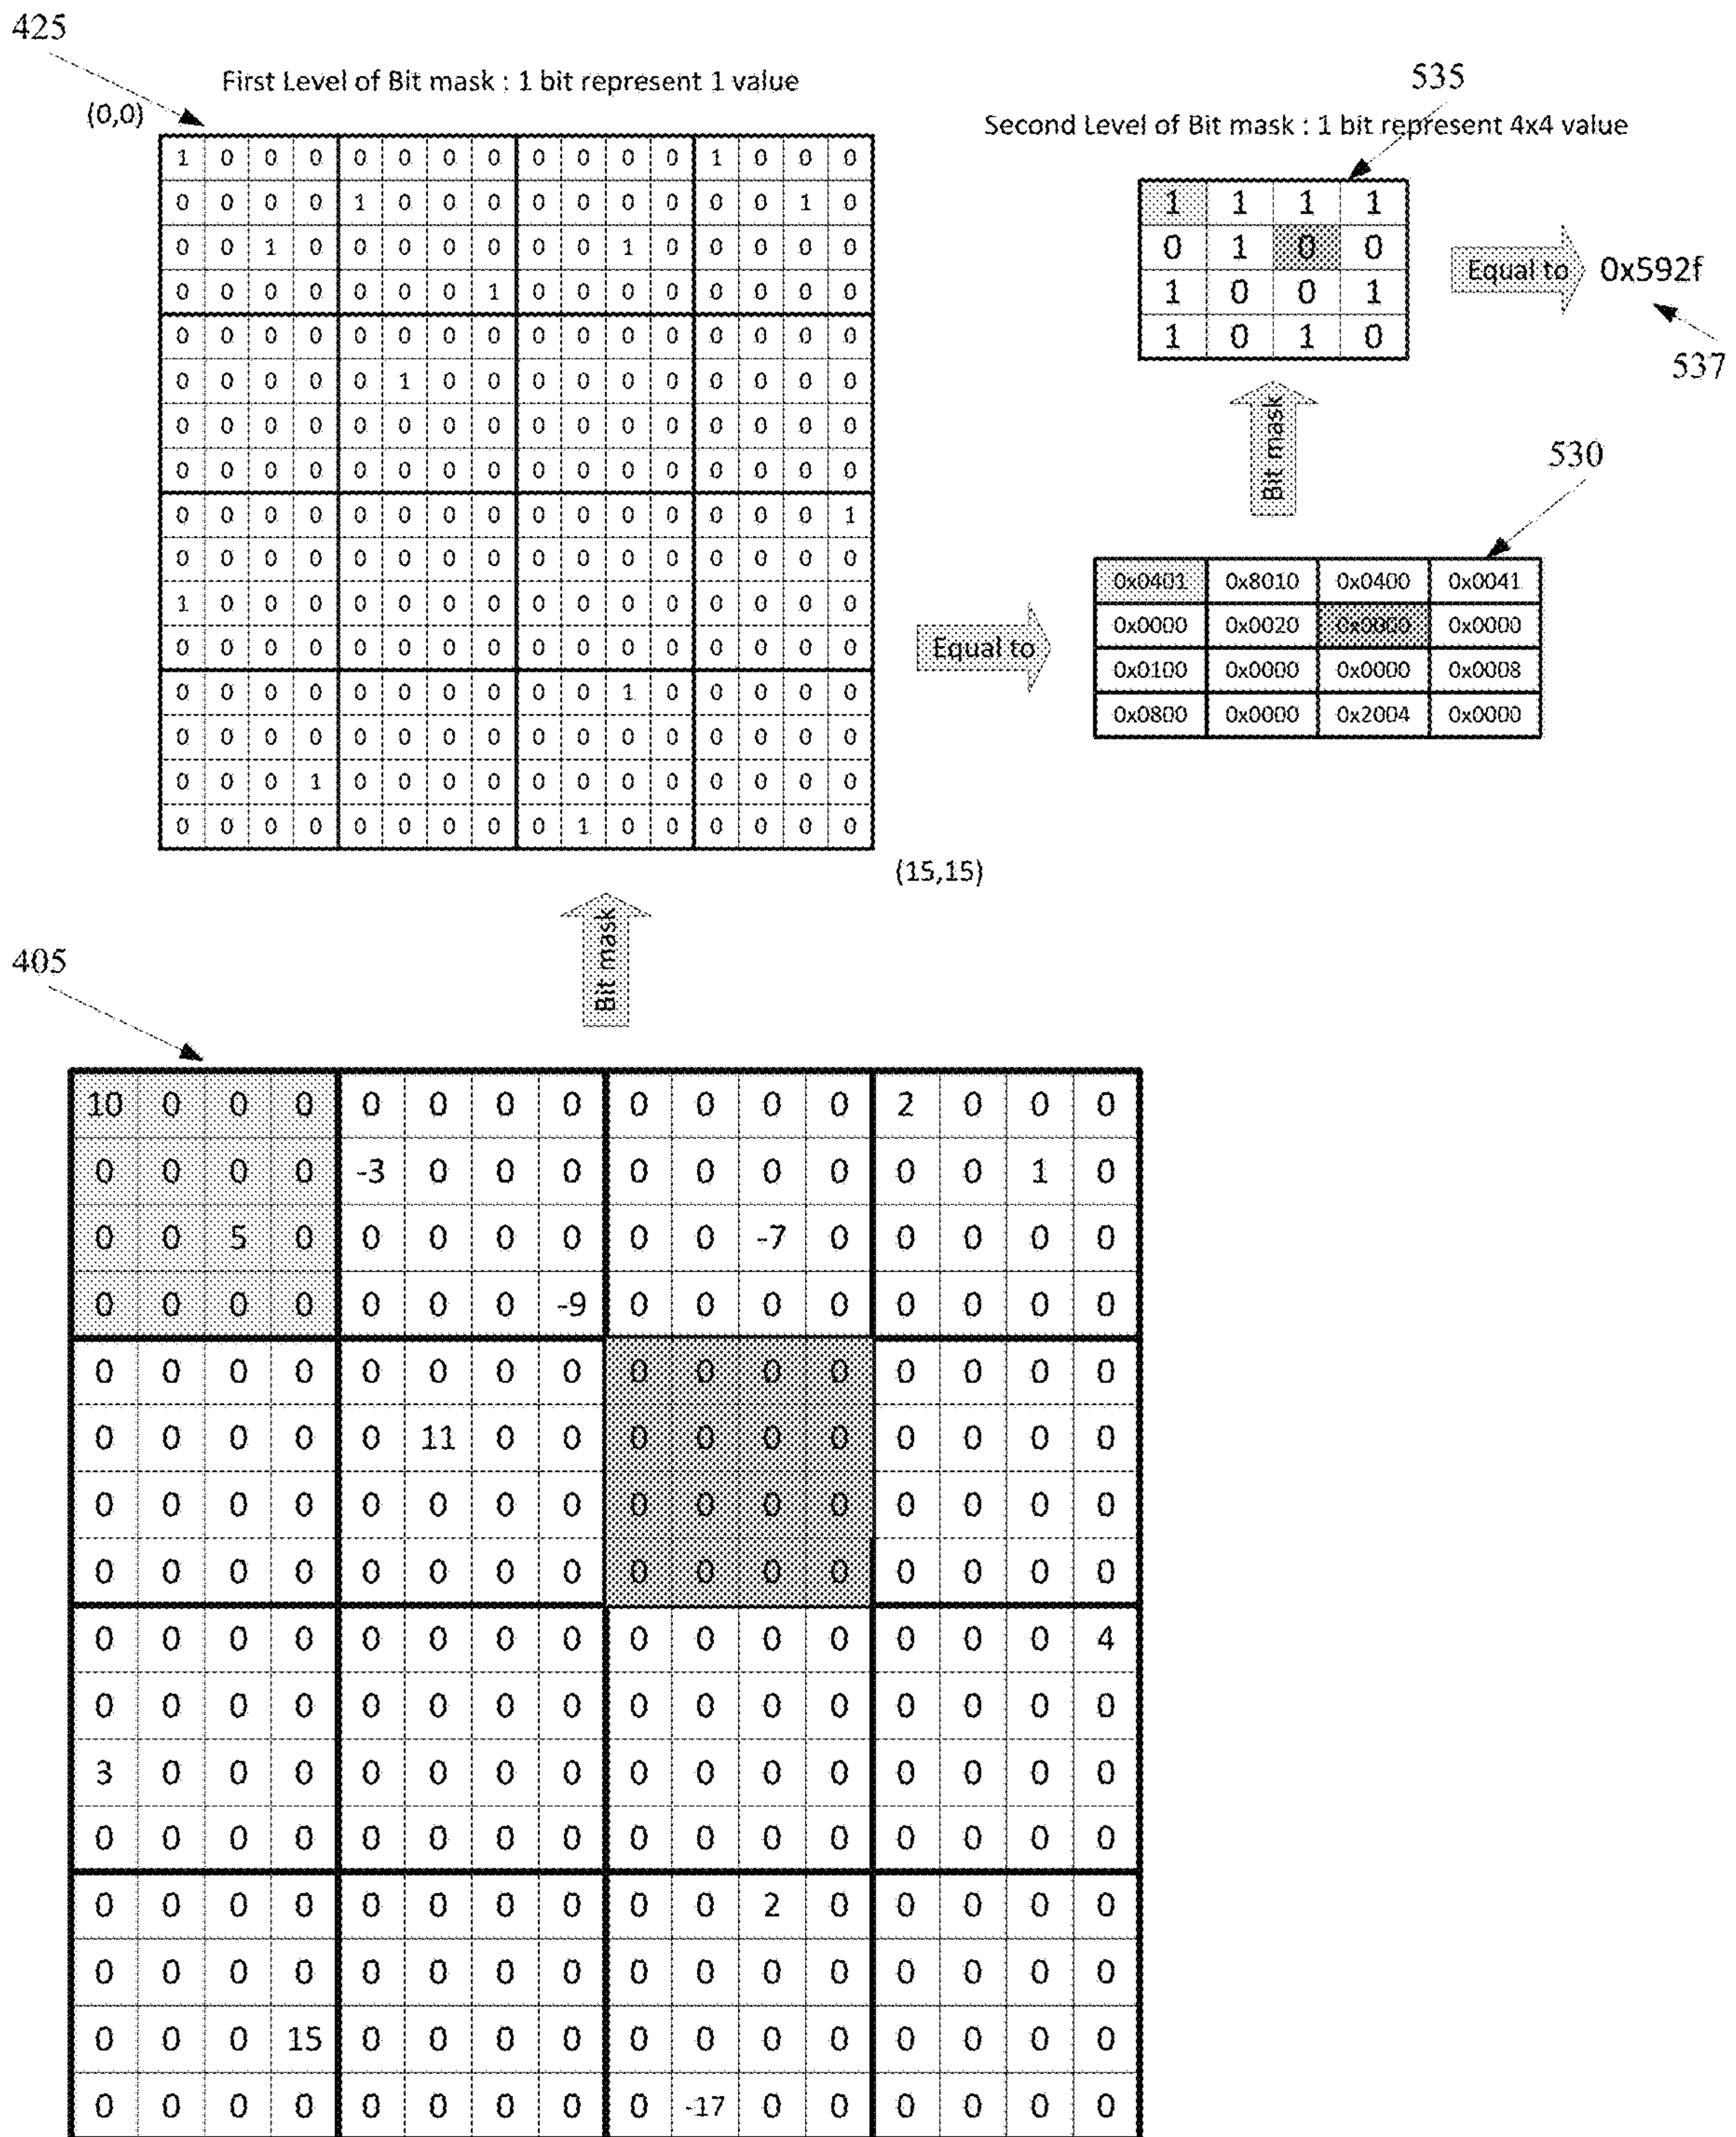 425
First Level of Bit mask : 1 bit represent 1 value
(0,0)
1 0 0 0 0 0 0 0 0 0 0 0 1 0 0 0
0 0 0 0 1 0 0 0 0 0 0 0 0 0 1 0
0 0 1 0 0 0 0 0 0 0 1 0 0 0 0 0
0 0 0 0 0 0 0 1 0 0 0 0 0 0 0 0
0 0 0 0 0 0 0 0 0 0 0 0 0 0 0 0
0 0 0 0 0 1 0 0 0 0 0 0 0 0 0 0
0 0 0 0 0 0 0 0 0 0 0 0 0 0 0 0
0 0 0 0 0 0 0 0 0 0 0 0 0 0 0 0
0 0 0 0 0 0 0 0 0 0 0 0 0 0 0 1
0 0 0 0 0 0 0 0 0 0 0 0 0 0 0 0
1 0 0 0 0 0 0 0 0 0 0 0 0 0 0 0
0 0 0 0 0 0 0 0 0 0 0 0 0 0 0 0
0 0 0 0 0 0 0 0 0 0 1 0 0 0 0 0
0 0 0 0 0 0 0 0 0 0 0 0 0 0 0 0
0 0 0 1 0 0 0 0 0 0 0 0 0 0 0 0
0 0 0 0 0 0 0 0 0 1 0 0 0 0 0 0
(15,15)
535
Second Level of Bit mask : 1 bit represent 4x4 value
1 1 1 1
0 1 0 0
1 0 0 1
1 0 1 0
Equal to
0x592f
537
Bit mask
530
0x0401 0x8010 0x0400 0x0041
0x0000 0x0020 0x0000 0x0000
0x0100 0x0000 0x0000 0x0008
0x0800 0x0000 0x2004 0x0000
Equal to
Bit mask
405
10 0 0 0 0 0 0 0 0 0 0 0 2 0 0 0
0 0 0 0 -3 0 0 0 0 0 0 0 0 0 1 0
0 0 5 0 0 0 0 0 0 0 -7 0 0 0 0 0
0 0 0 0 0 0 0 -9 0 0 0 0 0 0 0 0
0 0 0 0 0 0 0 0 0 0 0 0 0 0 0 0
0 0 0 0 0 11 0 0 0 0 0 0 0 0 0 0
0 0 0 0 0 0 0 0 0 0 0 0 0 0 0 0
0 0 0 0 0 0 0 0 0 0 0 0 0 0 0 0
0 0 0 0 0 0 0 0 0 0 0 0 0 0 0 4
0 0 0 0 0 0 0 0 0 0 0 0 0 0 0 0
3 0 0 0 0 0 0 0 0 0 0 0 0 0 0 0
0 0 0 0 0 0 0 0 0 0 0 0 0 0 0 0
0 0 0 0 0 0 0 0 0 0 2 0 0 0 0 0
0 0 0 0 0 0 0 0 0 0 0 0 0 0 0 0
0 0 0 15 0 0 0 0 0 0 0 0 0 0 0 0
0 0 0 0 0 0 0 0 0 -17 0 0 0 0 0 0